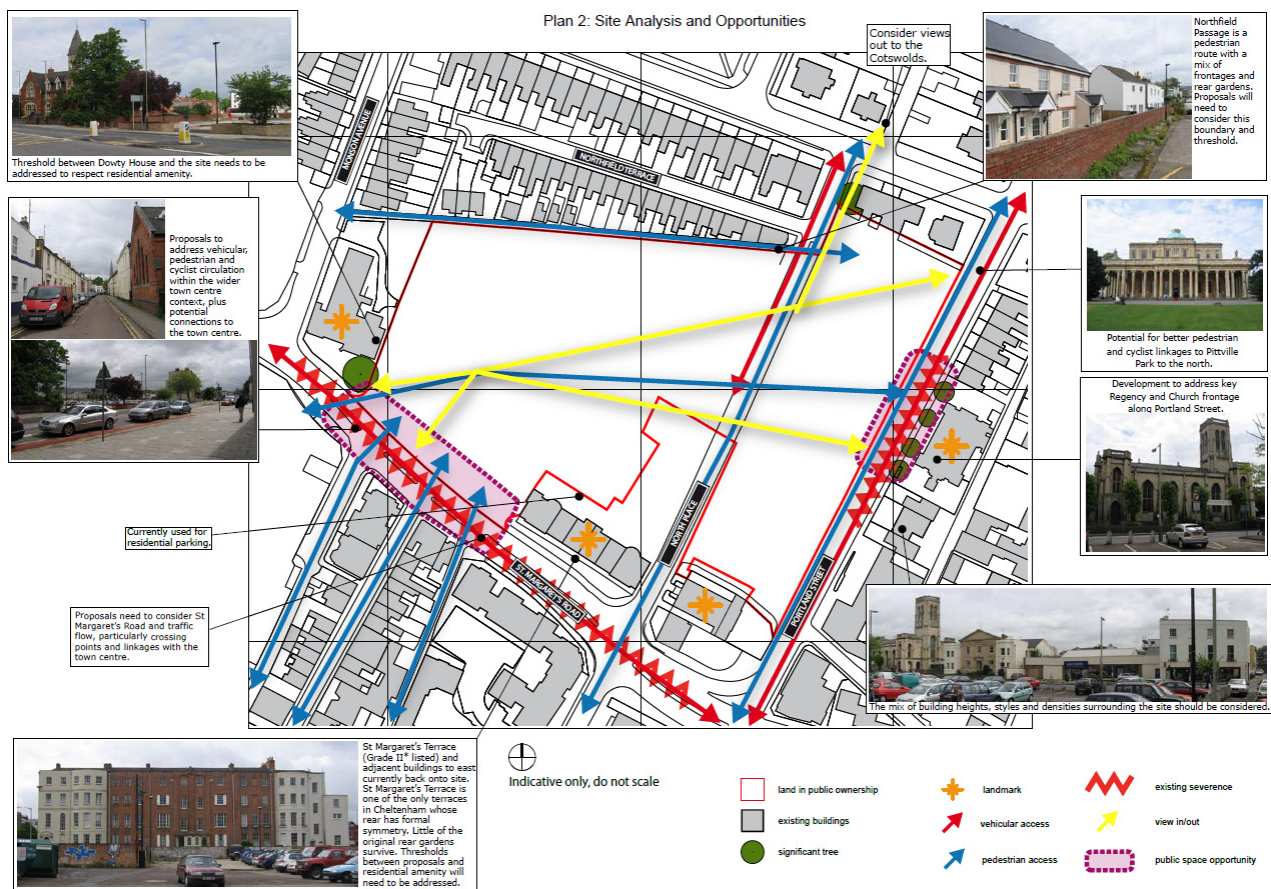 Plan 2: Site Analysis and Opportunities
Threshold between Dowty House and the site needs to be
addressed to respect residential amenity.
Consider views
out to the
Cotswolds.
Northfield
Passage is a
pedestrian
route with a
mix of
frontages and
rear gardens.
Proposals will
need to
consider this
boundary and
threshold.
MONSON AVENUE
NORTHFIELD TERRACE
Proposals to
address vehicular,
pedestrian and
cyclist circulation
within the wider
town centre
context, plus
potential
connections to
the town centre.
Potential for better pedestrian
and cyclist linkages to Pittville
Park to the north.
Development to address key
Regency and Church frontage
along Portland Street.
Currently used for
residential parking.
NORTH PLACE
ST. MARGARET'S ROAD
PORTLAND STREET
Proposals need to consider St
Margaret's Road and traffic
flow, particularly crossing
points and linkages with the
town centre.
The mix of building heights, styles and densities surrounding the site should be considered.
St Margaret's Terrace
(Grade II* listed) and
adjacent buildings to east
currently back onto site.
St Margaret's Terrace is
one of the only terraces
in Cheltenham whose
rear has formal
symmetry. Little of the
original rear gardens
survive. Thresholds
between proposals and
residential amenity will
need to be addressed.
Indicative only, do not scale
land in public ownership
existing buildings
significant tree
landmark
vehicular access
pedestrian access
existing severence
view in/out
public space opportunity